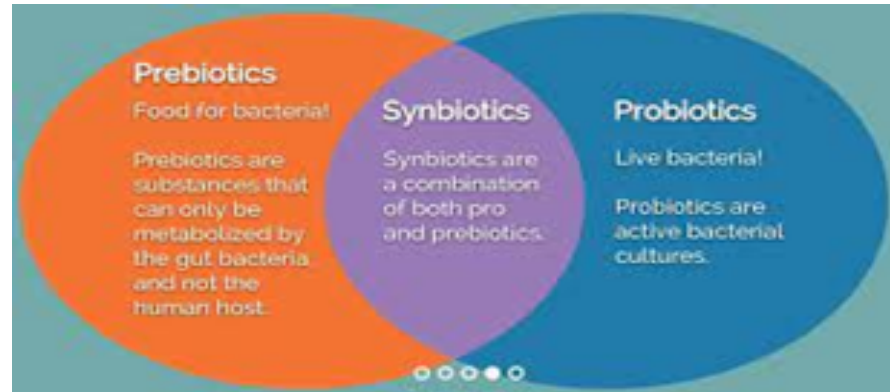 Prebiotics
Food for bacteria!
Prebiotics are
substances that
can only be
metabolized by
the gut bacteria
and not the
human host.
Synbiotics
Synbiotics are
a combination
of both pro
and prebiotics.
Probiotics
Live bacteria!
Probiotics are
active bacterial
cultures.